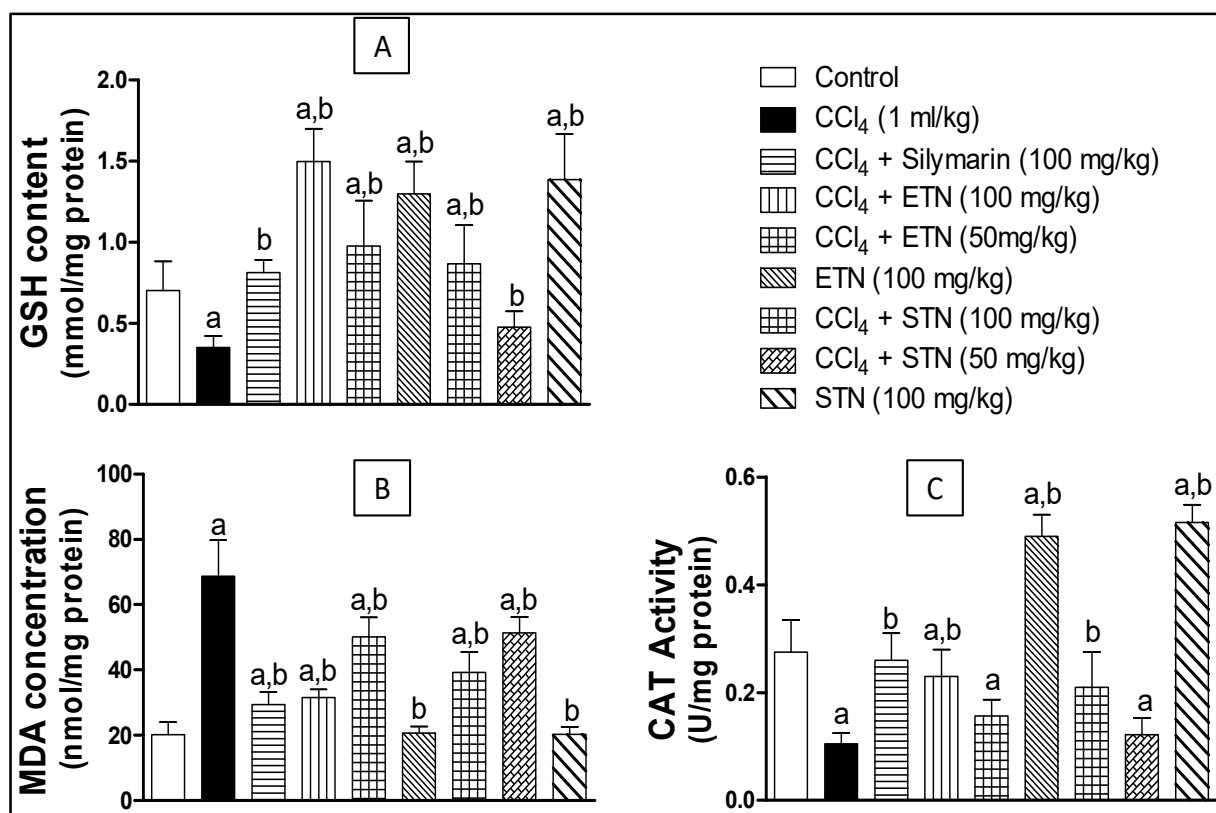 A
GSH content
(mmol/mg protein)
2.0
1.5
1.0
0.5
0.0
a
b
a,b
a,b
a,b
a,b
b
a,b
Control
CCl₄ (1 ml/kg)
CCl₄ + Silymarin (100 mg/kg)
CCl₄ + ETN (100 mg/kg)
CCl₄ + ETN (50mg/kg)
ETN (100 mg/kg)
CCl₄ + STN (100 mg/kg)
CCl₄ + STN (50 mg/kg)
STN (100 mg/kg)
B
MDA concentration
(nmol/mg protein)
100
80
60
40
20
0
a
a,b
a,b
a,b
b
a,b
a,b
b
C
CAT Activity
(U/mg protein)
0.6
0.4
0.2
0.0
a
b
a,b
a
a,b
b
a
a,b